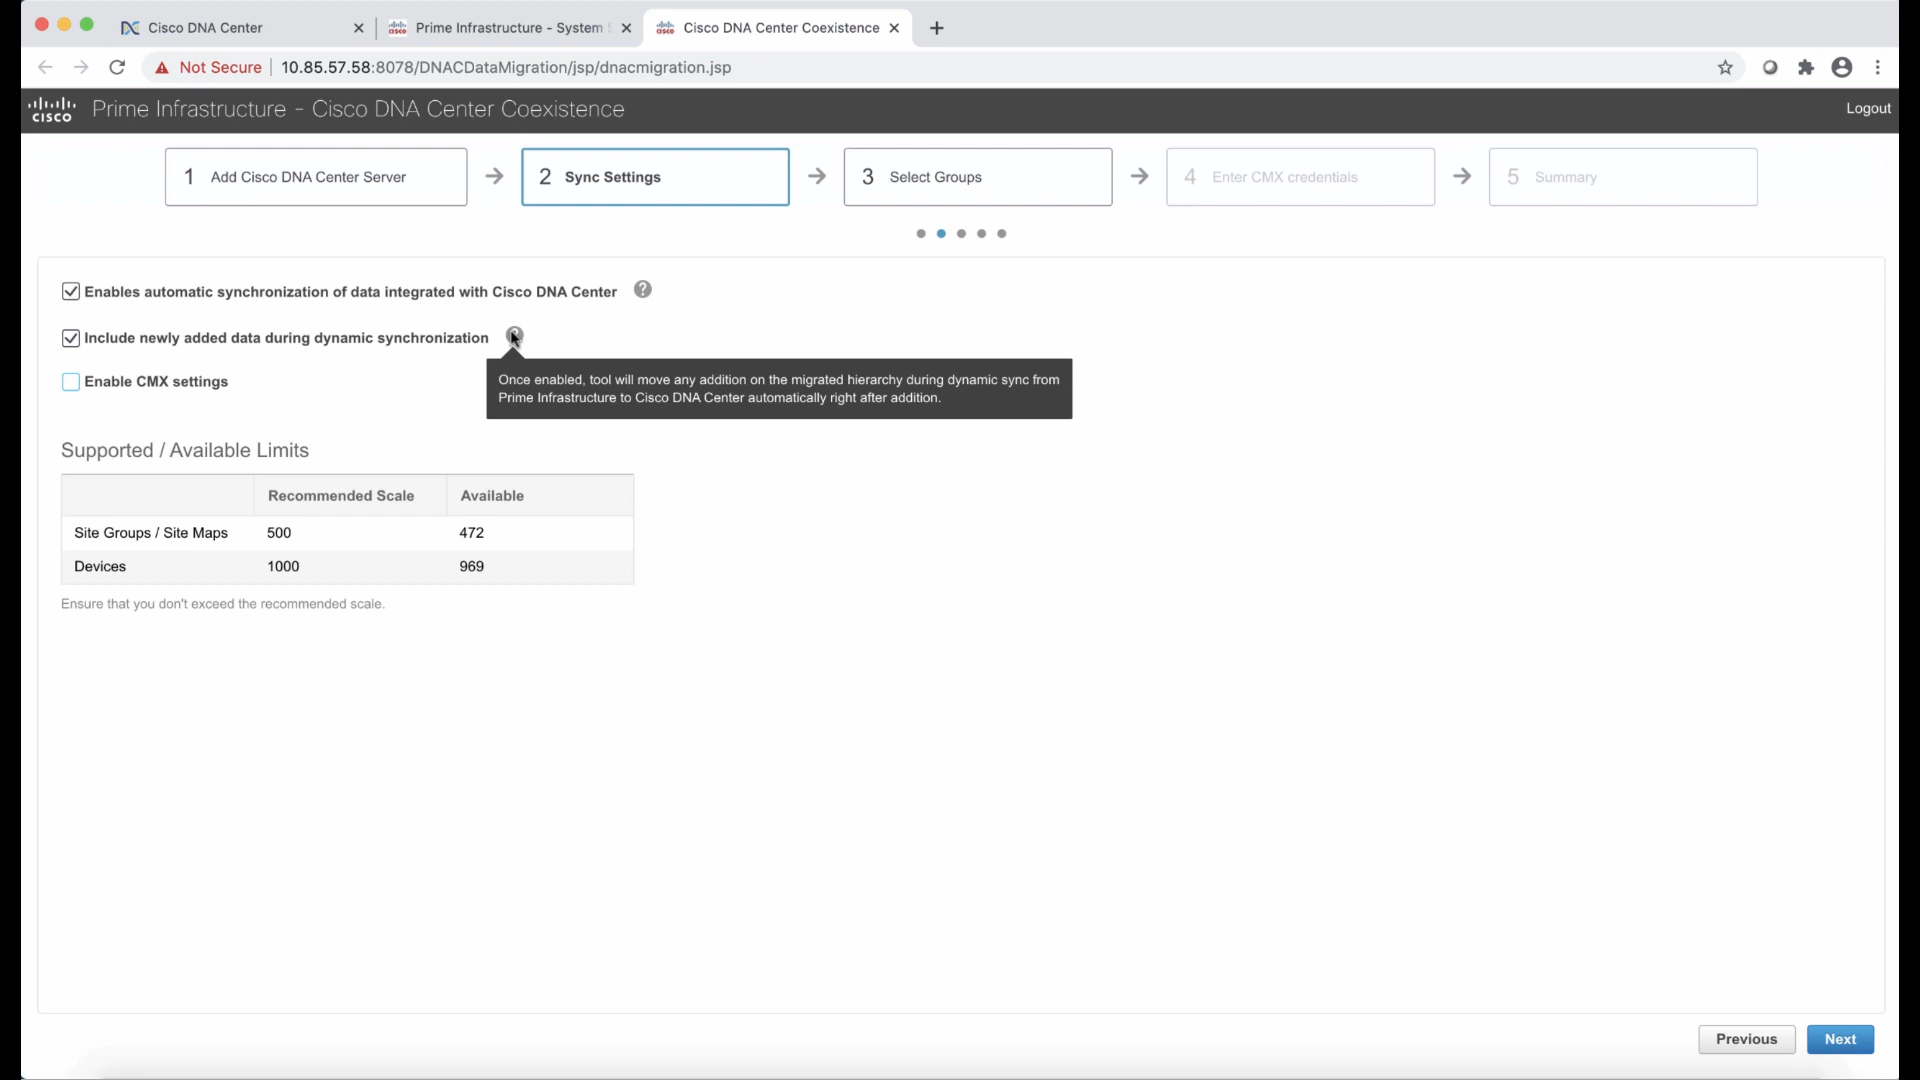 Cisco DNA Center
Prime Infrastructure - System S
Cisco DNA Center Coexistence
Not Secure | 10.85.57.58:8078/DNACDataMigration/jsp/dnacmigration.jsp
cisco Prime Infrastructure - Cisco DNA Center Coexistence
Logout
1 Add Cisco DNA Center Server
2 Sync Settings
3 Select Groups
4 Enter CMX credentials
5 Summary
Enables automatic synchronization of data integrated with Cisco DNA Center ?
Include newly added data during dynamic synchronization
Once enabled, tool will move any addition on the migrated hierarchy during dynamic sync from
Prime Infrastructure to Cisco DNA Center automatically right after addition.
Enable CMX settings
Supported / Available Limits
Recommended Scale Available
Site Groups / Site Maps 500 472
Devices 1000 969
Ensure that you don't exceed the recommended scale.
Previous Next